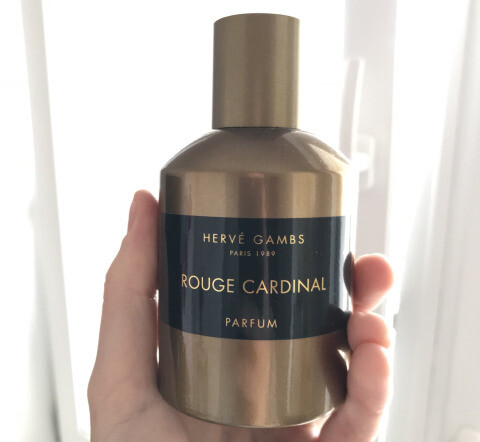 HERVÉ GAMBS
PARIS 1989
ROUGE CARDINAL
PARFUM